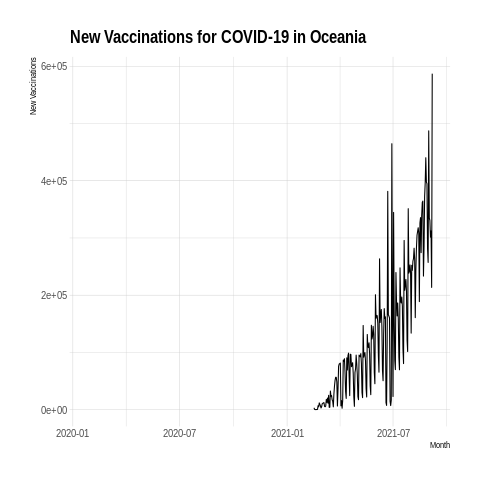 New Vaccinations for COVID-19 in Oceania
New Vaccinations
6e+05
4e+05
2e+05
0e+00
2020-01 2020-07 2021-01 2021-07
Month